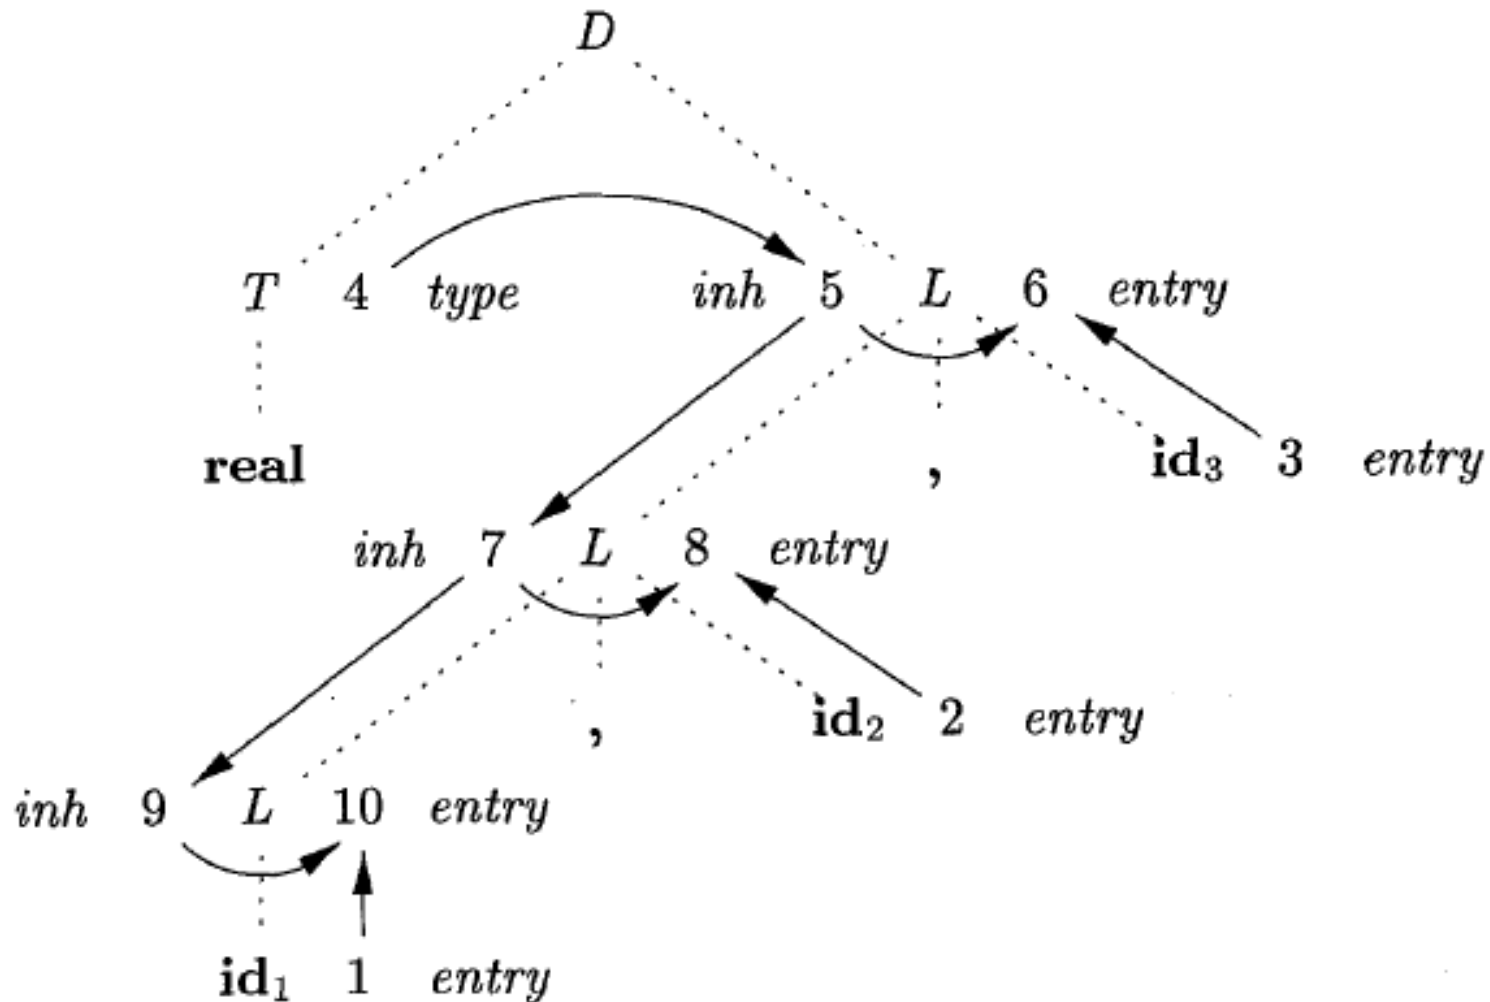 D
T 4 type inh 5 L 6 entry
real , id₃ 3 entry
inh 7 L 8 entry
, id₂ 2 entry
inh 9 L 10 entry
id₁ 1 entry